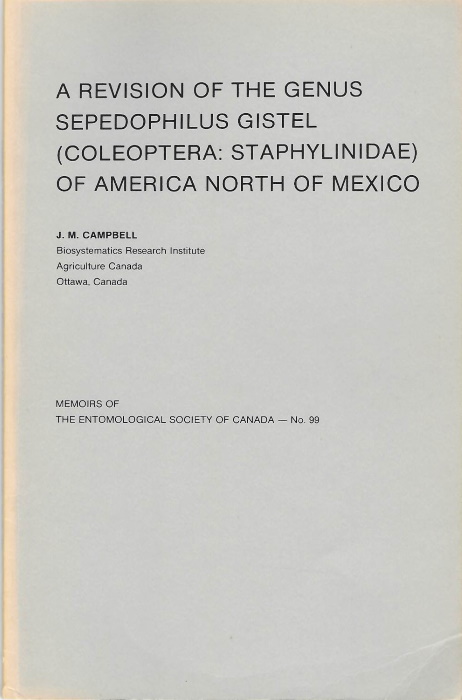 A REVISION OF THE GENUS
SEPEDOPHILUS GISTEL
(COLEOPTERA: STAPHYLINIDAE)
OF AMERICA NORTH OF MEXICO
J. M. CAMPBELL
Biosystematics Research Institute
Agriculture Canada
Ottawa, Canada
MEMOIRS OF
THE ENTOMOLOGICAL SOCIETY OF CANADA — No. 99